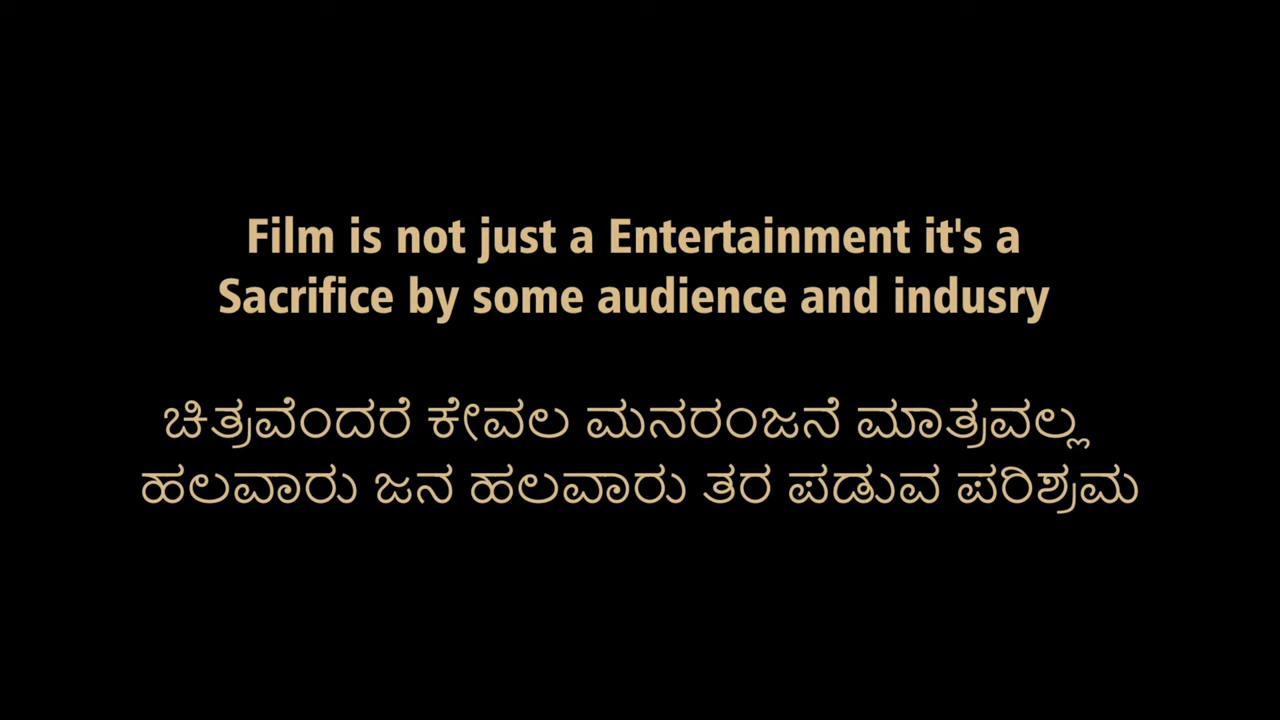 Film is not just a Entertainment it's a
Sacrifice by some audience and indusry
ಚಿತ್ರವೆಂದರೆ ಕೇವಲ ಮನರಂಜನೆ ಮಾತ್ರವಲ್ಲ
ಹಲವಾರು ಜನ ಹಲವಾರು ತರ ಪಡುವ ಪರಿಶ್ರಮ